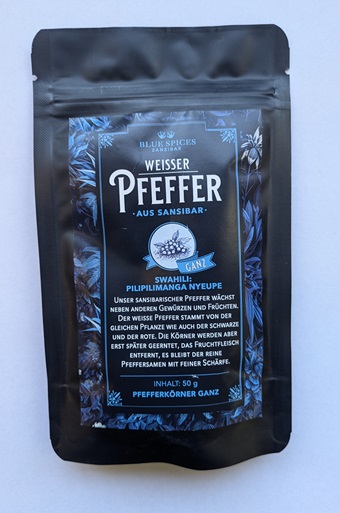 BLUE SPICES
ZANZIBAR
WEISSER
PFEFFER
• AUS SANSIBAR •
GANZ
SWAHILI:
PILIPILIMANGA NYEUPE
UNSER SANSIBARISCHER PFEFFER WÄCHST
NEBEN ANDEREN GEWÜRZEN UND FRÜCHTEN.
DER WEISSE PFEFFER STAMMT VON DER
GLEICHEN PFLANZE WIE AUCH DER SCHWARZE
UND DER ROTE. DIE KÖRNER WERDEN ABER
ERST SPÄTER GEERNTET, DAS FRUCHTFLEISCH
ENTFERNT, ES BLEIBT DER REINE
PFEFFERSAMEN MIT FEINER SCHÄRFE.
INHALT: 50 g
PFEFFERKÖRNER GANZ